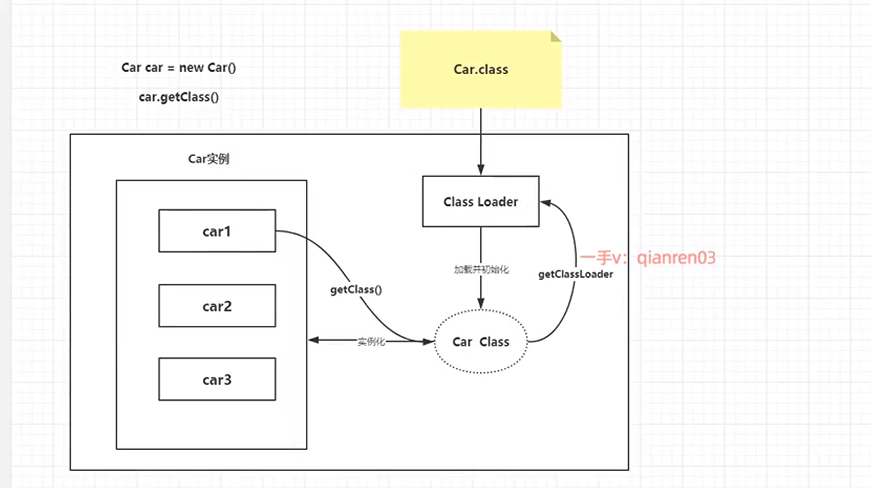 Car car = new Car()
car.getClass()
Car.class
Car实例
Class Loader
car1
一手v：qianren03
加载并初始化
getClassLoader
getClass()
car2
实例化
Car Class
car3